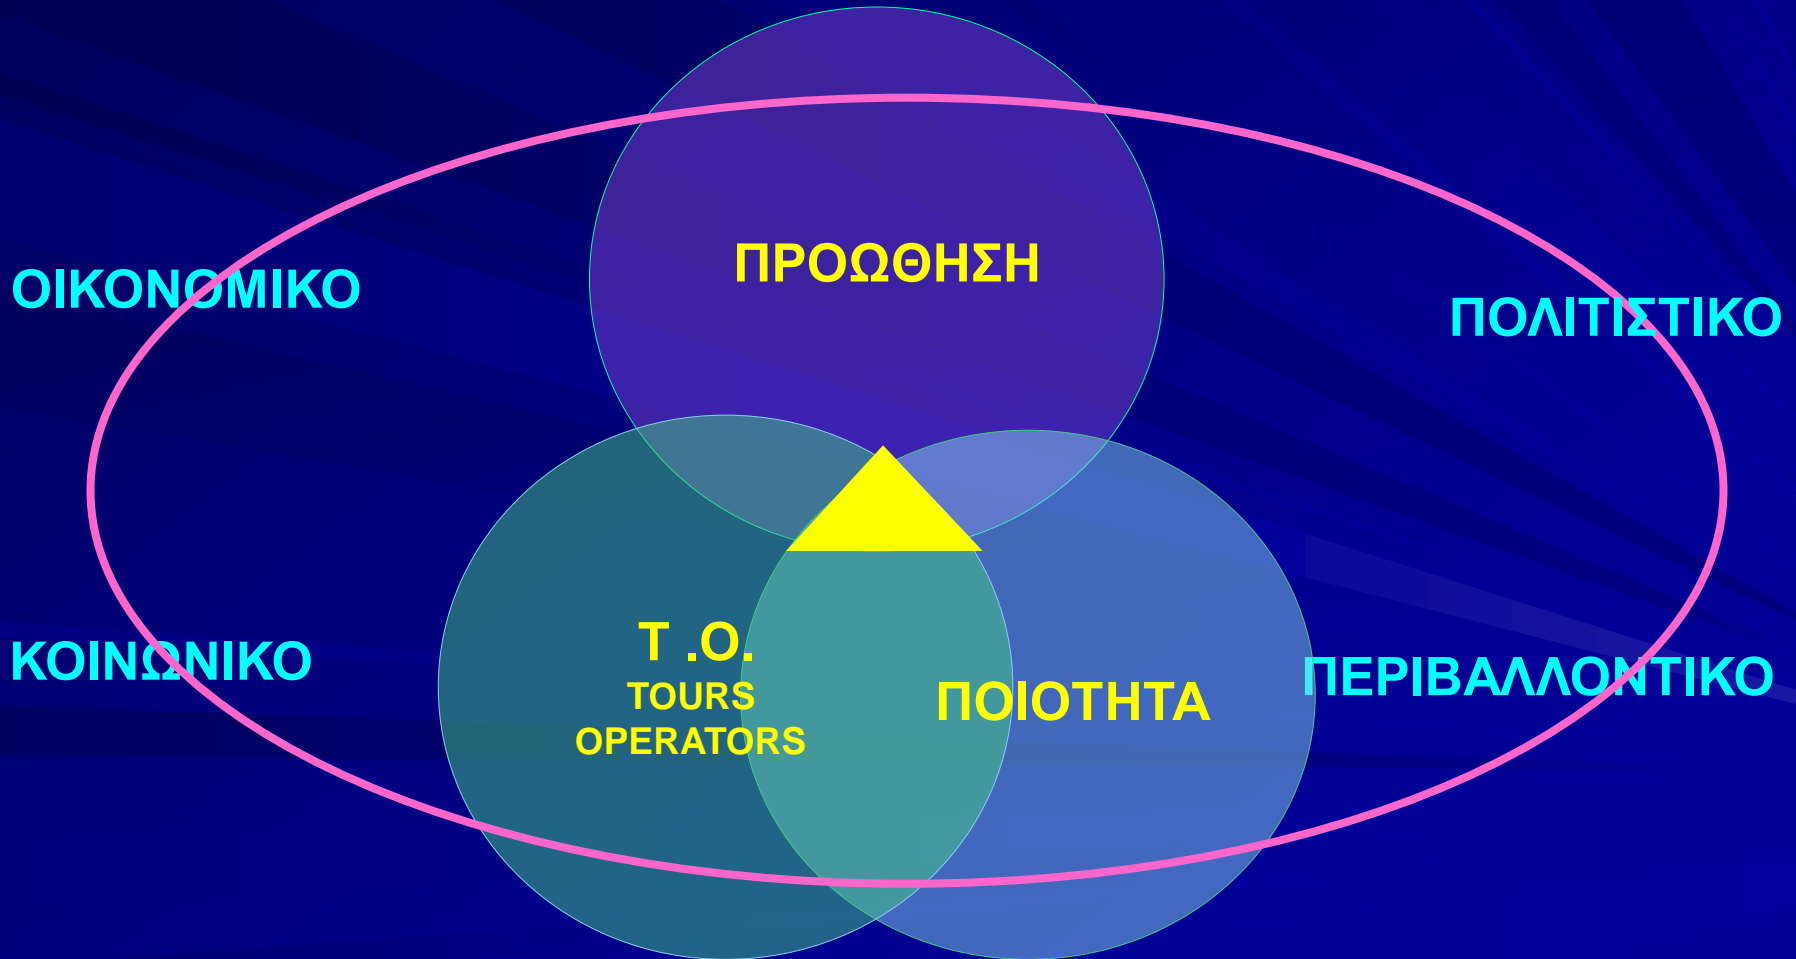 ΠΡΟΩΘΗΣΗ
ΟΙΚΟΝΟΜΙΚΟ
ΠΟΛΙΤΙΣΤΙΚΟ
ΚΟΙΝΩΝΙΚΟ
Τ .Ο.
TOURS
OPERATORS
ΠΟΙΟΤΗΤΑ
ΠΕΡΙΒΑΛΛΟΝΤΙΚΟ